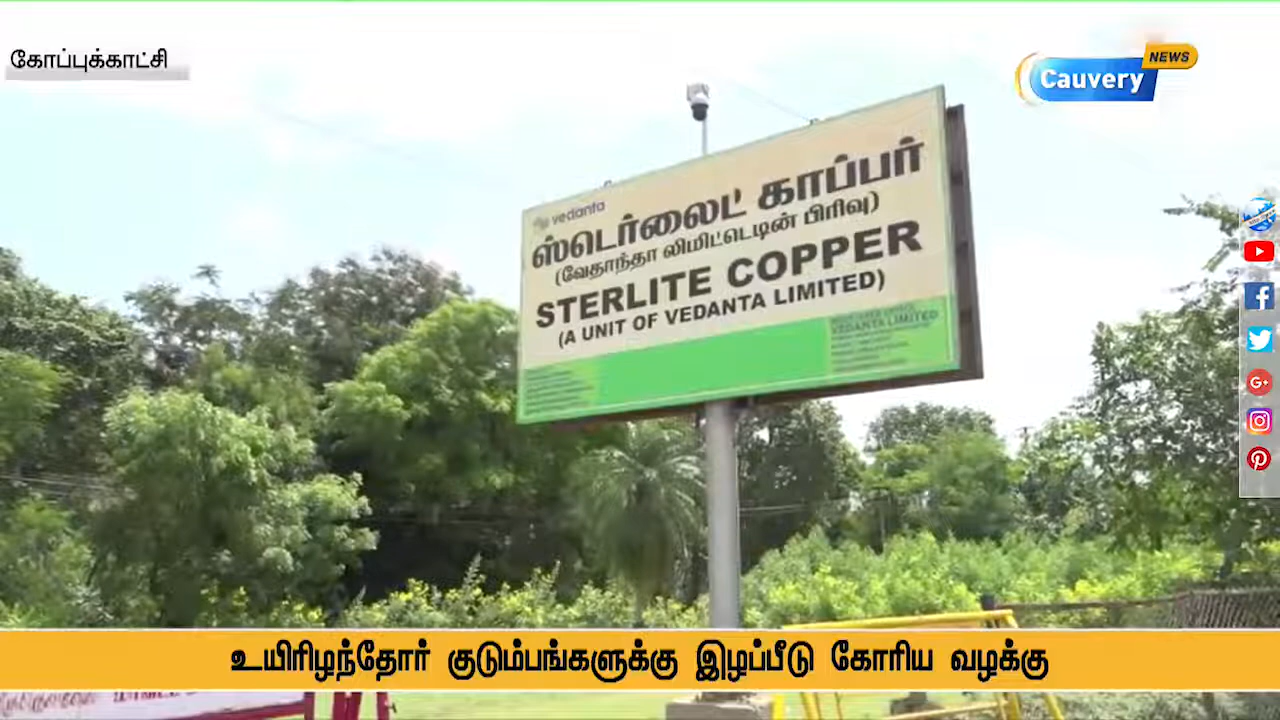 கோப்புக்காட்சி
NEWS
Cauvery
vedanta
ஸ்டெர்லைட் காப்பர்
(வேதாந்தா லிமிட்டெடின் பிரிவு)
STERLITE COPPER
(A UNIT OF VEDANTA LIMITED)
VEDANTA LIMITED
உயிரிழந்தோர் குடும்பங்களுக்கு இழப்பீடு கோரிய வழக்கு